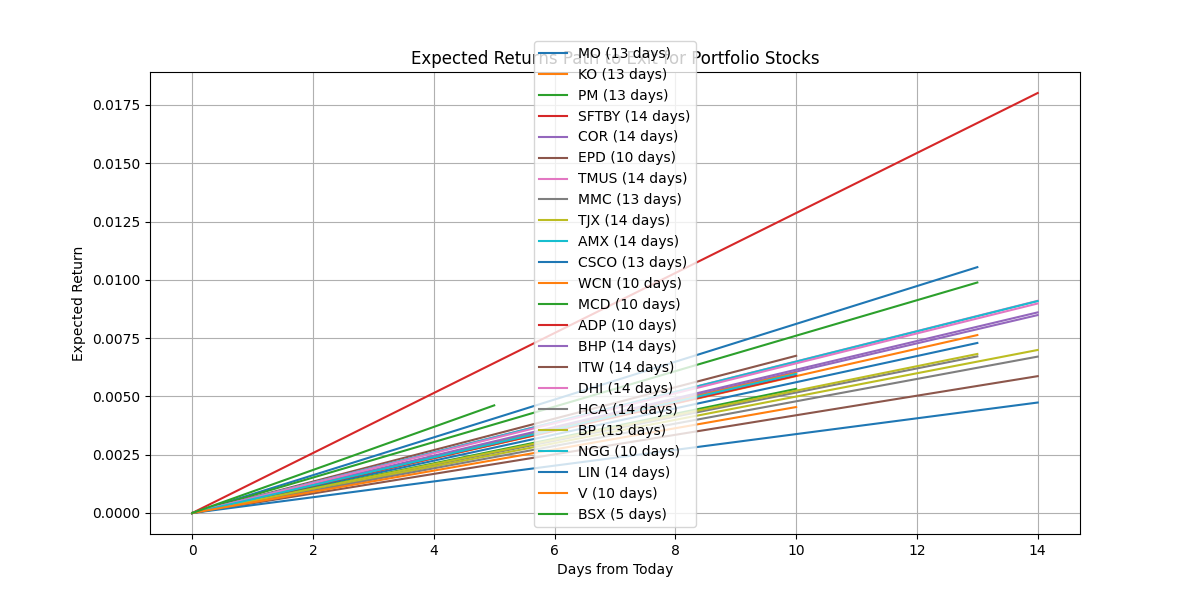 Expected Returns Path to Exit for Portfolio Stocks
MO (13 days)
KO (13 days)
PM (13 days)
SFTBY (14 days)
COR (14 days)
EPD (10 days)
TMUS (14 days)
MMC (13 days)
TJX (14 days)
AMX (14 days)
CSCO (13 days)
WCN (10 days)
MCD (10 days)
ADP (10 days)
BHP (14 days)
ITW (14 days)
DHI (14 days)
HCA (14 days)
BP (13 days)
NGG (10 days)
LIN (14 days)
V (10 days)
BSX (5 days)
Expected Return
0.0175
0.0150
0.0125
0.0100
0.0075
0.0050
0.0025
0.0000
0 2 4 6 8 10 12 14
Days from Today